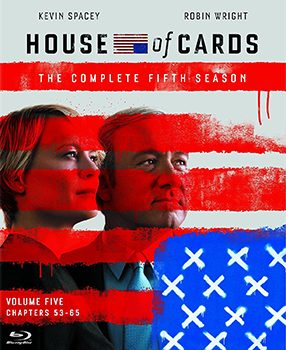 KEVIN SPACEY ROBIN WRIGHT
HOUSE of CARDS
THE COMPLETE FIFTH SEASON
VOLUME FIVE
CHAPTERS 53-65
Blu-ray Disc